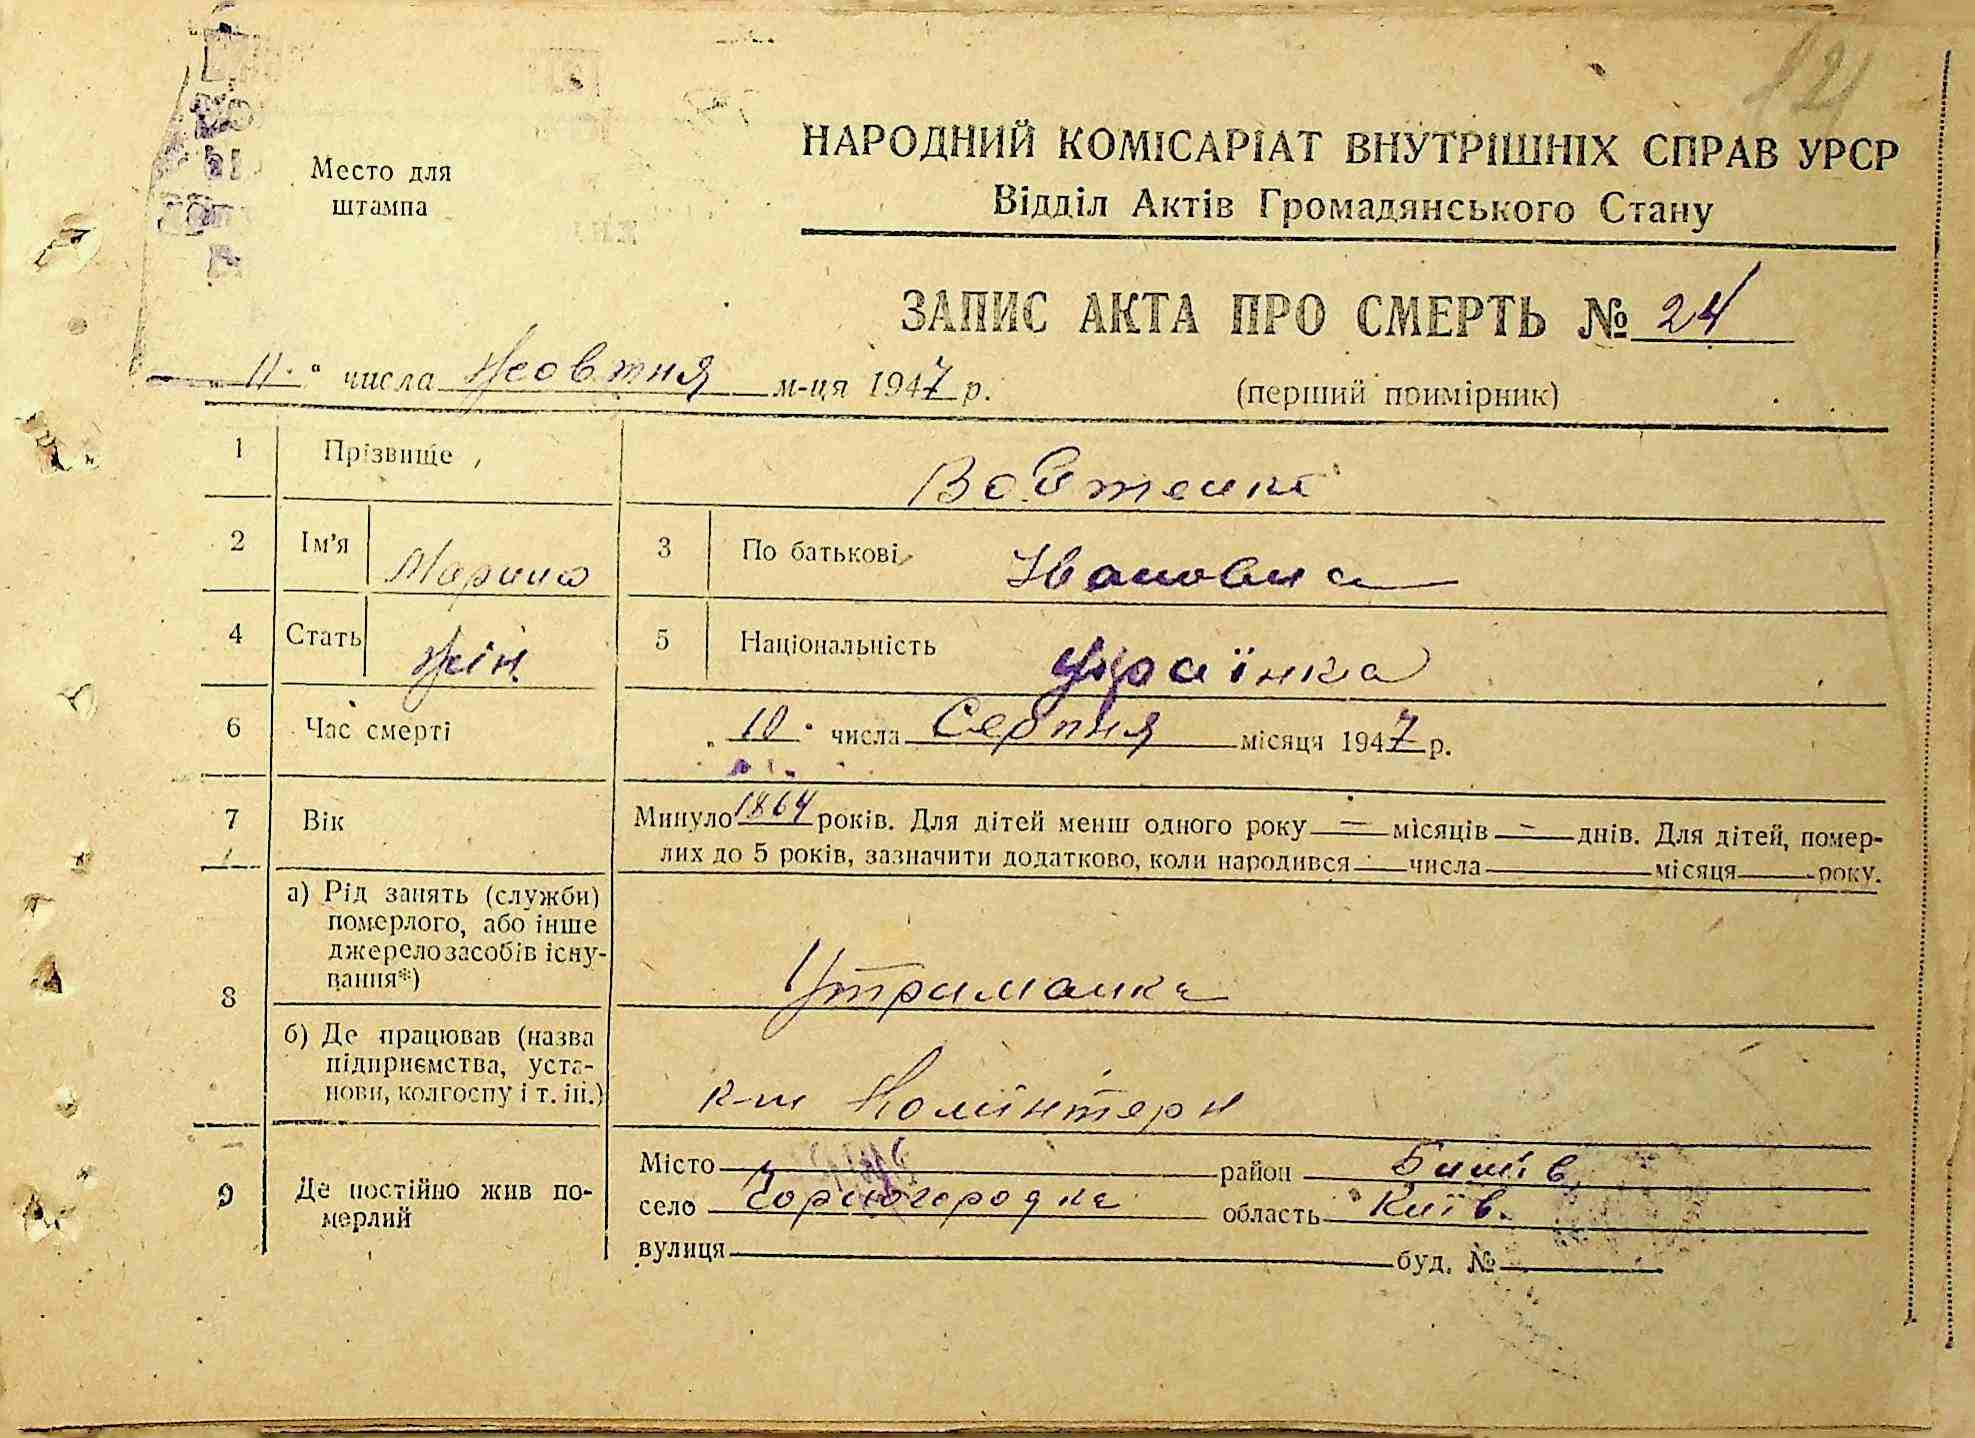 121
НАРОДНИЙ КОМІСАРІАТ ВНУТРІШНІХ СПРАВ УРСР
Место для штампа
Відділ Актів Громадянського Стану
ЗАПИС АКТА ПРО СМЕРТЬ № 24
11 числа Жовтня м-ця 1947 р.
(перший примірник)
1 Прізвище Войтенко
2 Ім'я Марина 3 По батькові Івановна
4 Стать жін. 5 Національність українка
6 Час смерті „10" числа Серпня місяця 1947 р.
7 Вік Минуло 1864 років. Для дітей менш одного року — місяців — днів. Для дітей, помер-
лих до 5 років, зазначити додатково, коли народився числа місяця року.
8 а) Рід занять (служби)
померлого, або інше
джерело засобів існу-
вання*)
Утриманка
б) Де працював (назва
підприємства, уста-
нови, колгоспу і т. ін.)
к-п Комінтерн
9 Де постійно жив по-
мерлий
Місто район Бишів
село Чорногородка область Київ.
вулиця буд. №